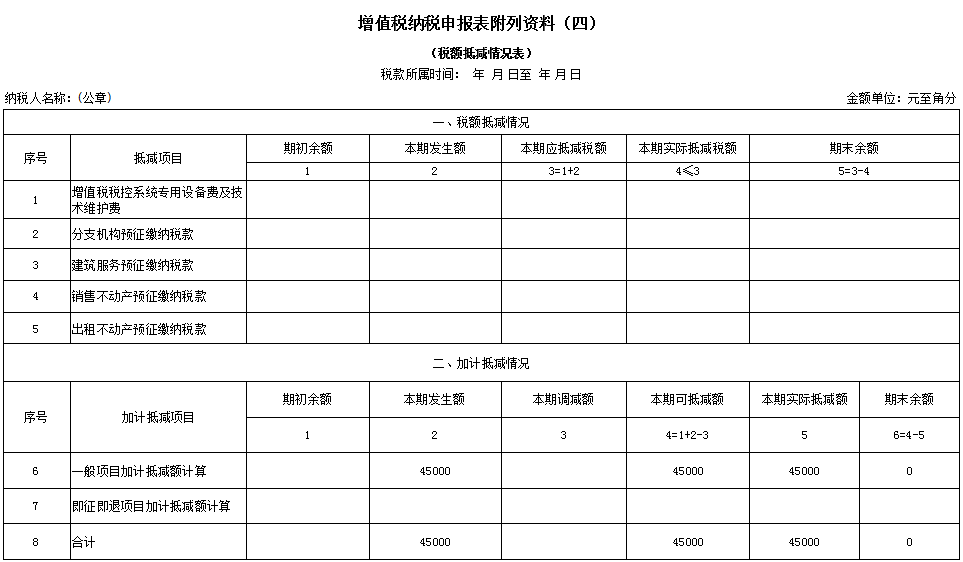 增值税纳税申报表附列资料（四）
（税额抵减情况表）
税款所属时间： 年 月 日至 年 月 日
纳税人名称：(公章) 金额单位：元至角分
一、税额抵减情况
序号 抵减项目 期初余额 本期发生额 本期应抵减税额 本期实际抵减税额 期末余额
1 2 3=1+2 4≤3 5=3-4
1 增值税税控系统专用设备费及技
术维护费
2 分支机构预征缴纳税款
3 建筑服务预征缴纳税款
4 销售不动产预征缴纳税款
5 出租不动产预征缴纳税款
二、加计抵减情况
序号 加计抵减项目 期初余额 本期发生额 本期调减额 本期可抵减额 本期实际抵减额 期末余额
1 2 3 4=1+2-3 5 6=4-5
6 一般项目加计抵减额计算 45000 45000 45000 0
7 即征即退项目加计抵减额计算
8 合计 45000 45000 45000 0